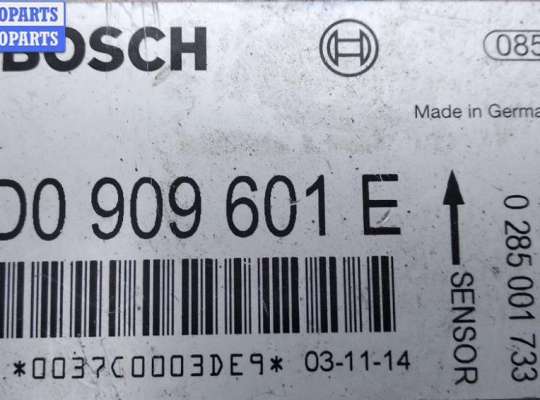 OPARTS
OPARTS
BOSCH
085
Made in Germa
D0 909 601 E
SENSOR
0 285 001 733
*0037C0003DE9* 03-11-14